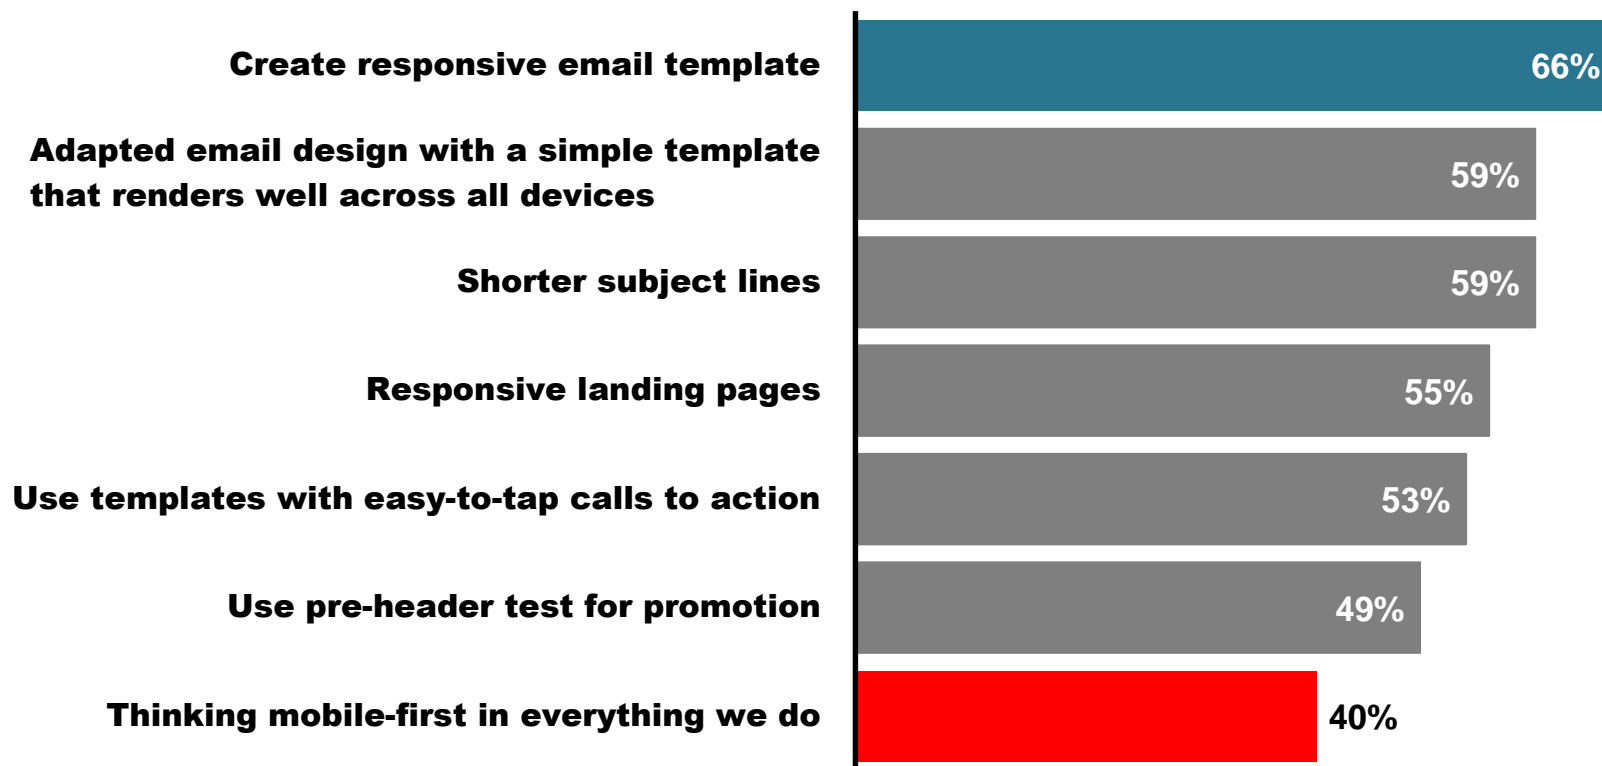 Create responsive email template
66%
Adapted email design with a simple template
that renders well across all devices
59%
Shorter subject lines
59%
Responsive landing pages
55%
Use templates with easy-to-tap calls to action
53%
Use pre-header test for promotion
49%
Thinking mobile-first in everything we do
40%